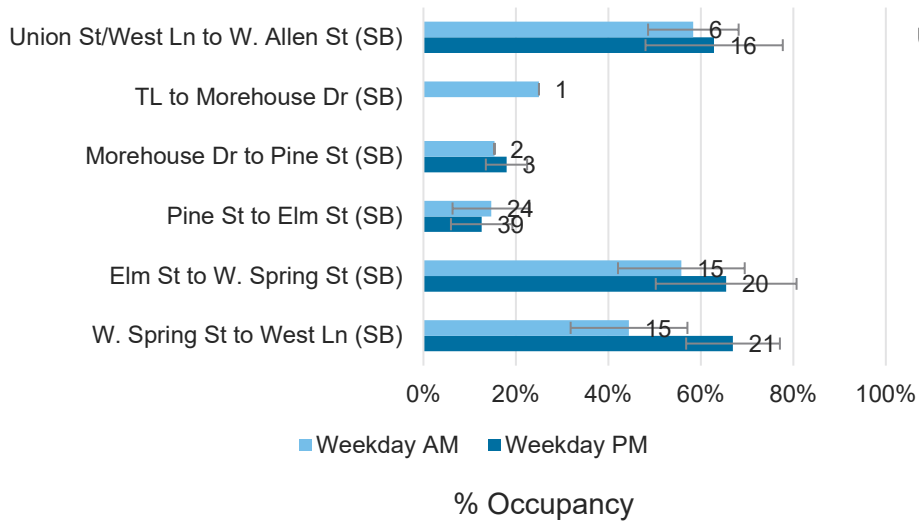 Union St/West Ln to W. Allen St (SB)
6
16
TL to Morehouse Dr (SB)
1
Morehouse Dr to Pine St (SB)
2
3
Pine St to Elm St (SB)
24
39
Elm St to W. Spring St (SB)
15
20
W. Spring St to West Ln (SB)
15
21
0% 20% 40% 60% 80% 100%
Weekday AM Weekday PM
% Occupancy